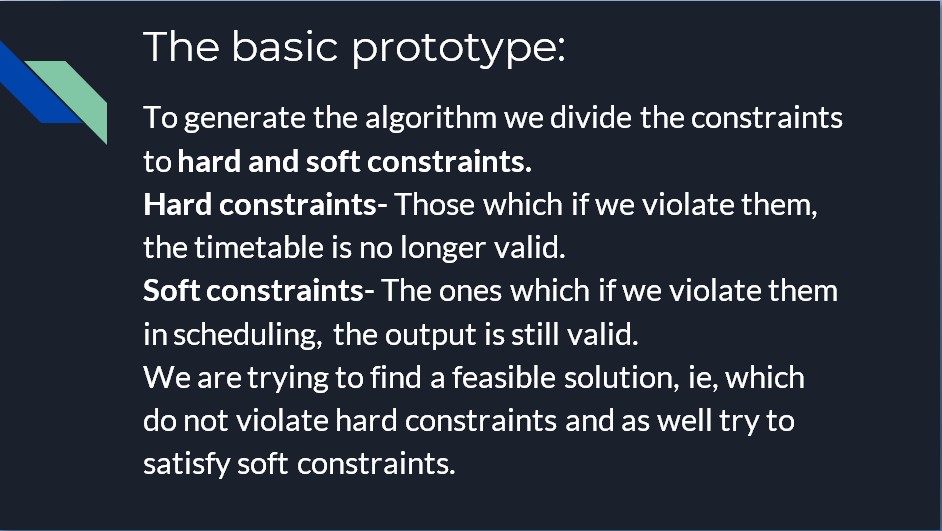 The basic prototype:
To generate the algorithm we divide the constraints
to hard and soft constraints.
Hard constraints- Those which if we violate them,
the timetable is no longer valid.
Soft constraints- The ones which if we violate them
in scheduling, the output is still valid.
We are trying to find a feasible solution, ie, which
do not violate hard constraints and as well try to
satisfy soft constraints.